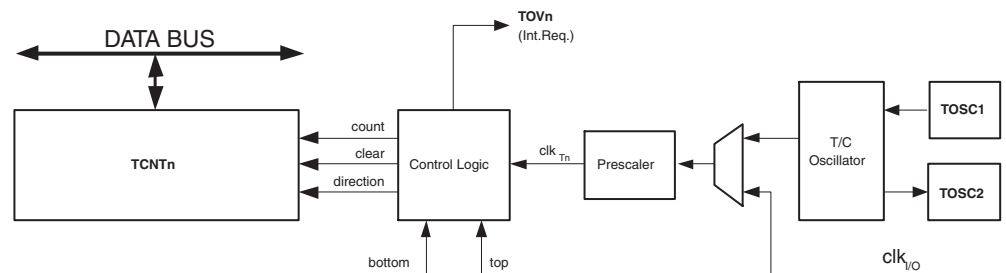 TOVn
(Int.Req.)
DATA BUS
TCNTn
count
clear
direction
Control Logic
clk Tn
Prescaler
T/C
Oscillator
TOSC1
TOSC2
bottom
top
clk I/O